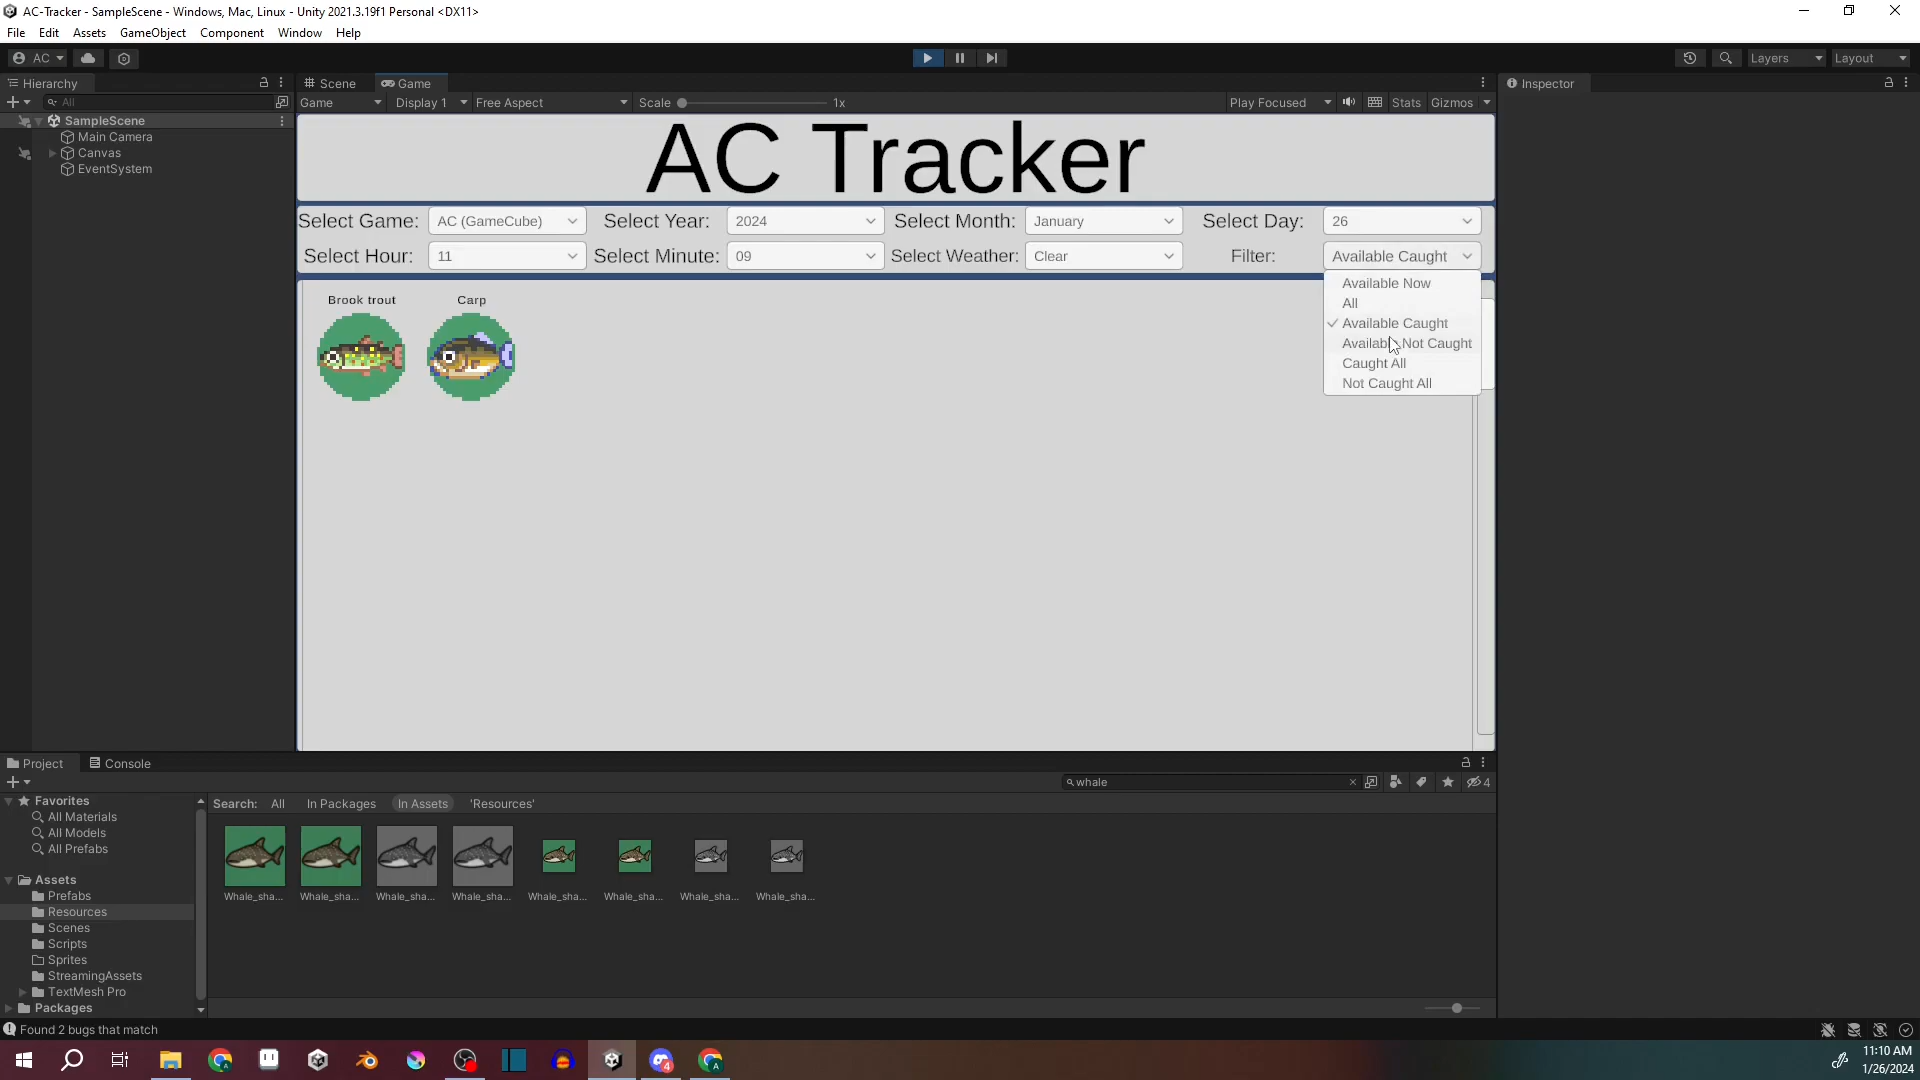 AC-Tracker - SampleScene - Windows, Mac, Linux - Unity 2021.3.19f1 Personal <DX11>
File Edit Assets GameObject Component Window Help
AC Layers Layout
Hierarchy Scene Game Inspector
All Game Display 1 Free Aspect Scale 1x Play Focused Stats Gizmos
SampleScene
Main Camera
Canvas
EventSystem
AC Tracker
Select Game: AC (GameCube) Select Year: 2024 Select Month: January Select Day: 26
Select Hour: 11 Select Minute: 09 Select Weather: Clear Filter: Available Caught
Available Now
All
Available Caught
Available Not Caught
Caught All
Not Caught All
Brook trout Carp
Project Console
whale 4
Favorites
All Materials
All Models
All Prefabs
Assets
Prefabs
Resources
Scenes
Scripts
Sprites
StreamingAssets
TextMesh Pro
Packages
Search: All In Packages In Assets 'Resources'
Whale_sha... Whale_sha... Whale_sha... Whale_sha... Whale_sha... Whale_sha... Whale_sha... Whale_sha...
Found 2 bugs that match
11:10 AM
1/26/2024